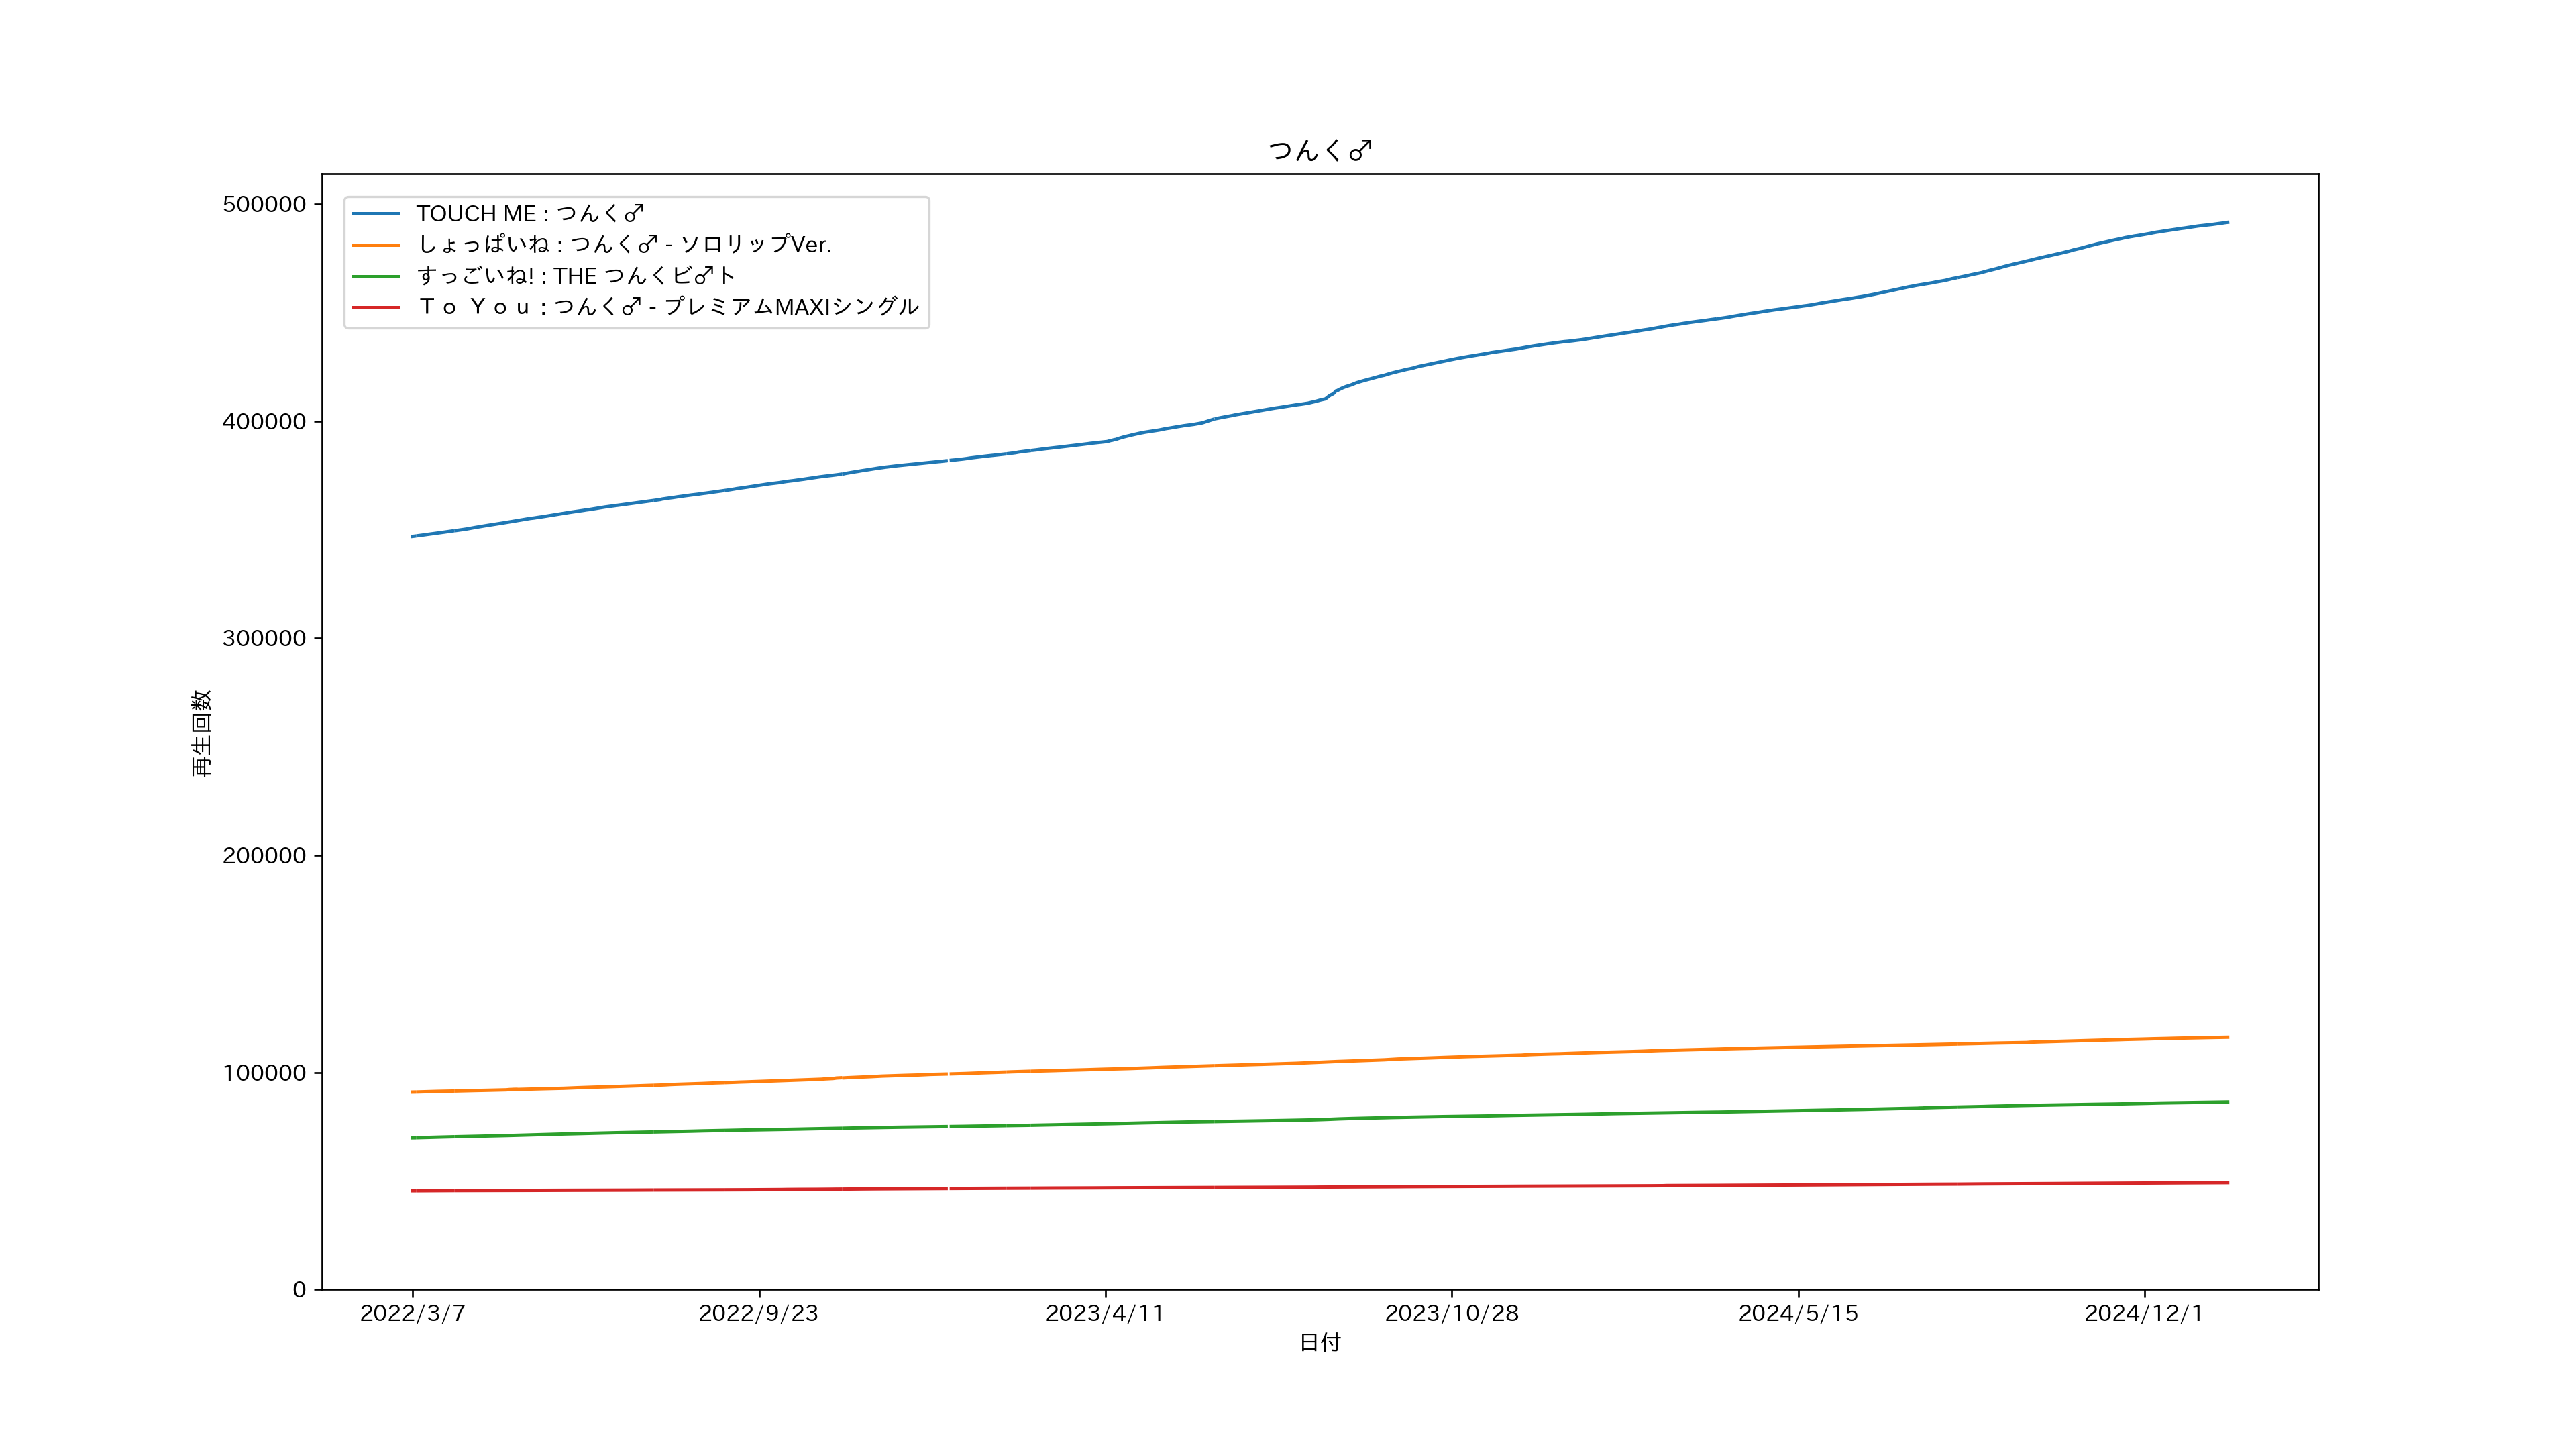 つんく♂
500000
400000
300000
200000
100000
0
再生回数
TOUCH ME : つんく♂
しょっぱいね : つんく♂ - ソロリップVer.
すっごいね! : THE つんくビ♂ト
Ｔｏ Ｙｏｕ : つんく♂ - プレミアムMAXIシングル
2022/3/7 2022/9/23 2023/4/11 2023/10/28 2024/5/15 2024/12/1
日付